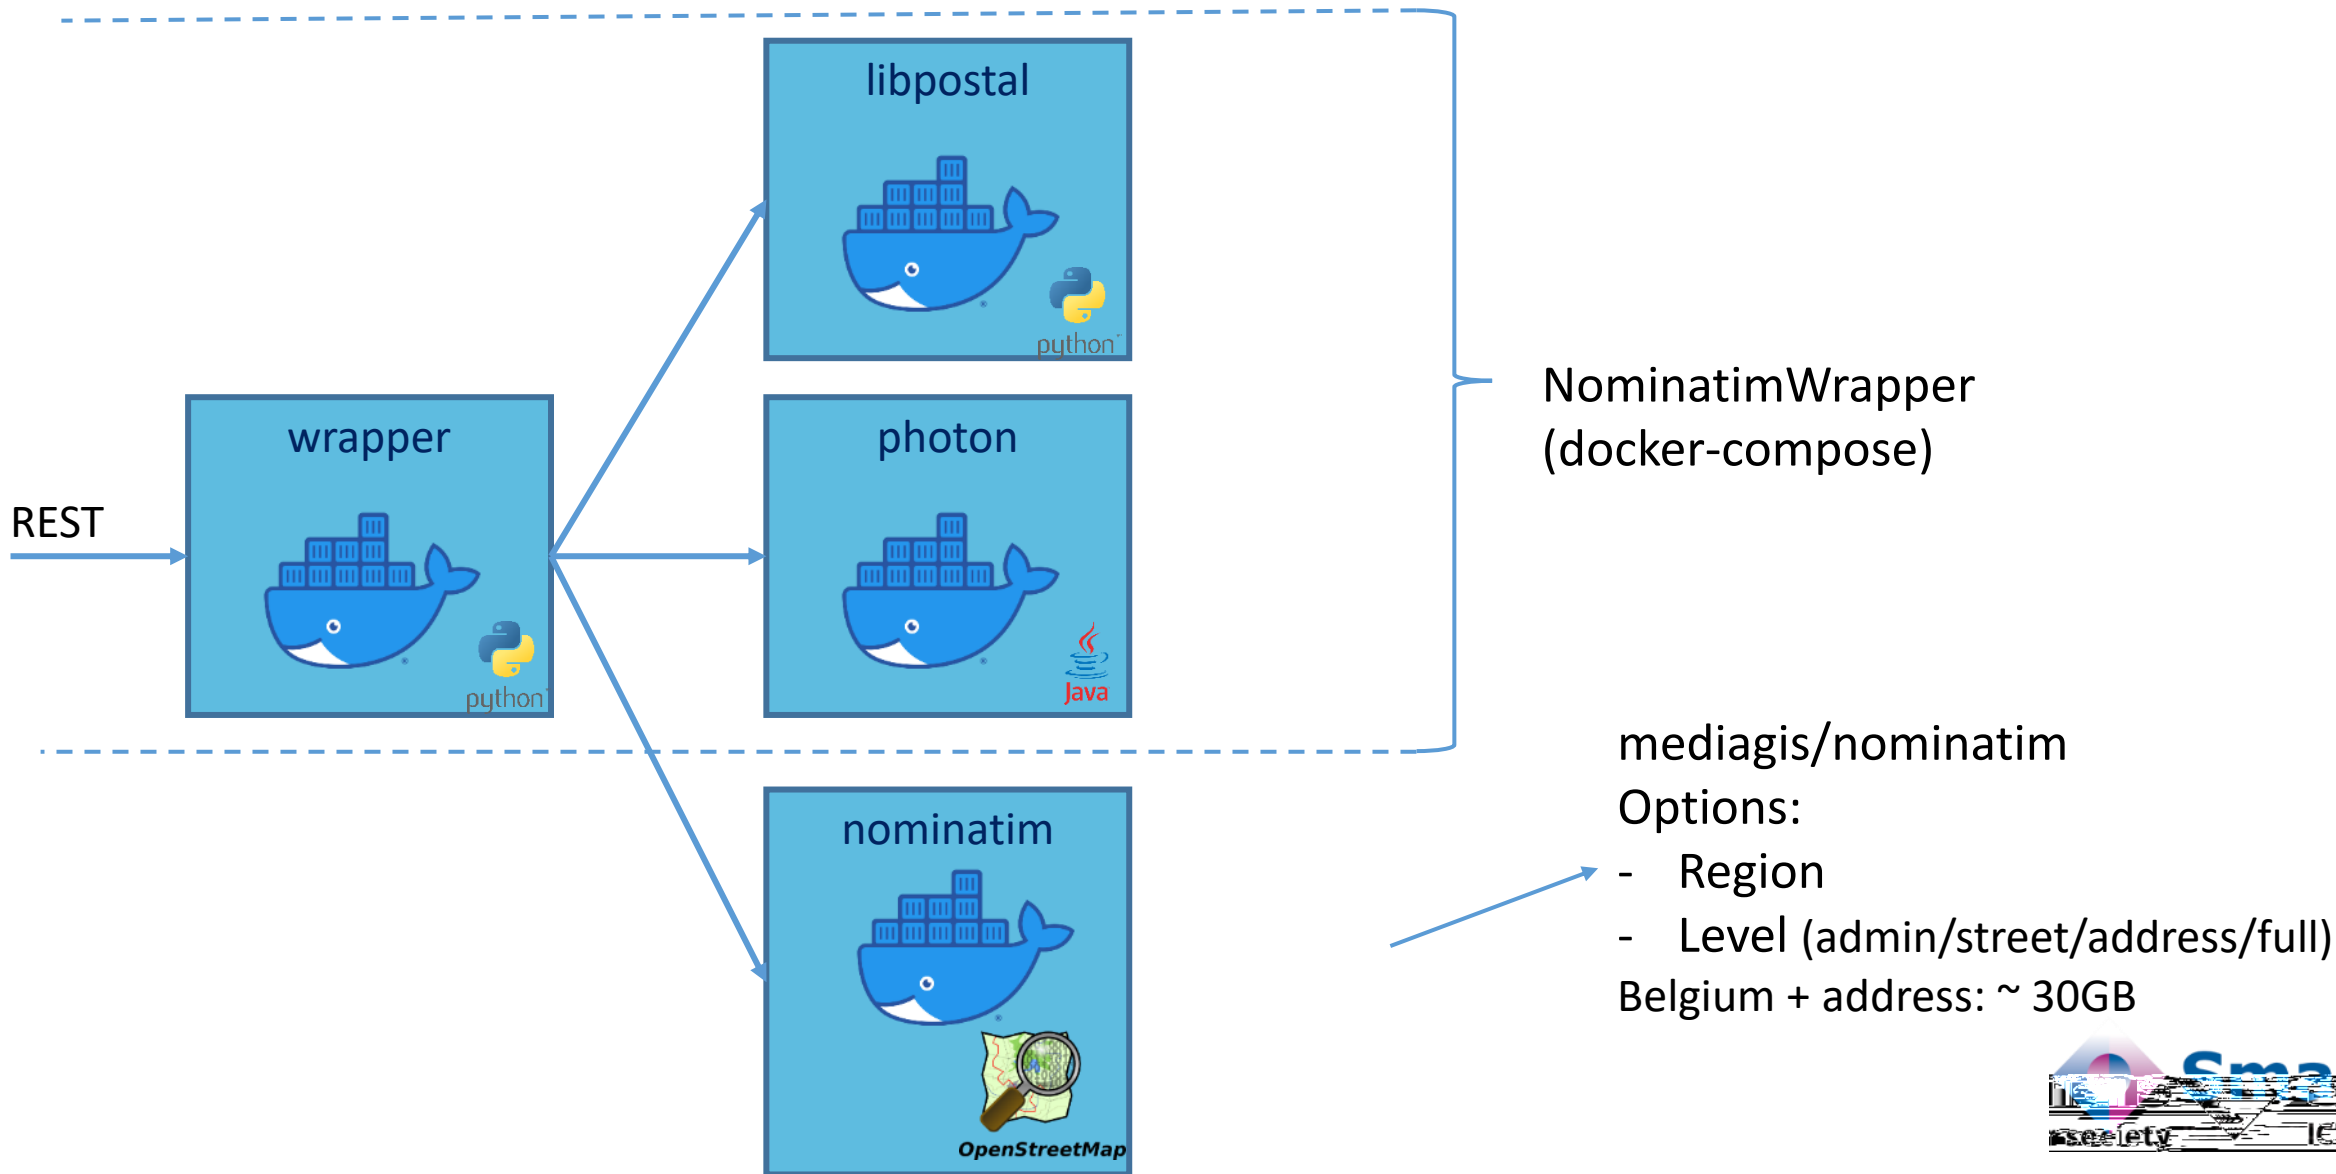 libpostal
python
wrapper
photon
REST
python
Java
NominatimWrapper
(docker-compose)
nominatim
OpenStreetMap
mediagis/nominatim
Options:
- Region
- Level (admin/street/address/full)
Belgium + address: ~ 30GB
society